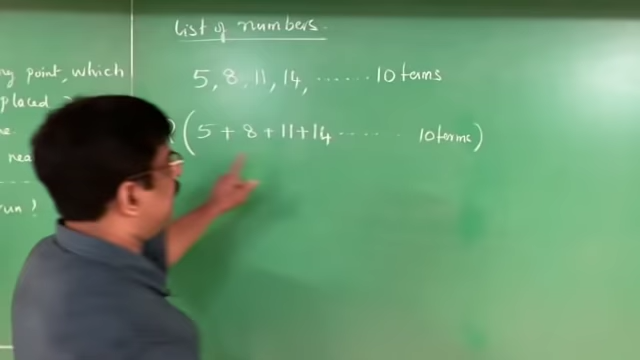 ng point, which
placed
nea
run ?
List of numbers.
5, 8, 11, 14, ...... 10 terms
(5 + 8 + 11 + 14 ...... 10 terms)